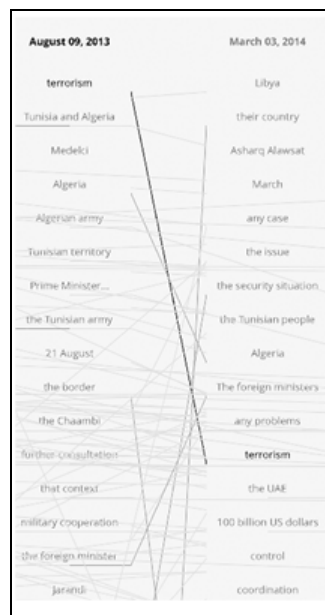 August 09, 2013
terrorism
Tunisia and Algeria
Medelci
Algeria
Algerian army
Tunisian territory
Prime Minister...
the Tunisian army
21 August
the border
the Chaambi
further consultation
that context
military cooperation
the foreign minister
Jarandi
March 03, 2014
Libya
their country
Asharq Alawsat
March
any case
the issue
the security situation
the Tunisian people
Algeria
The foreign ministers
any problems
terrorism
the UAE
100 billion US dollars
control
coordination